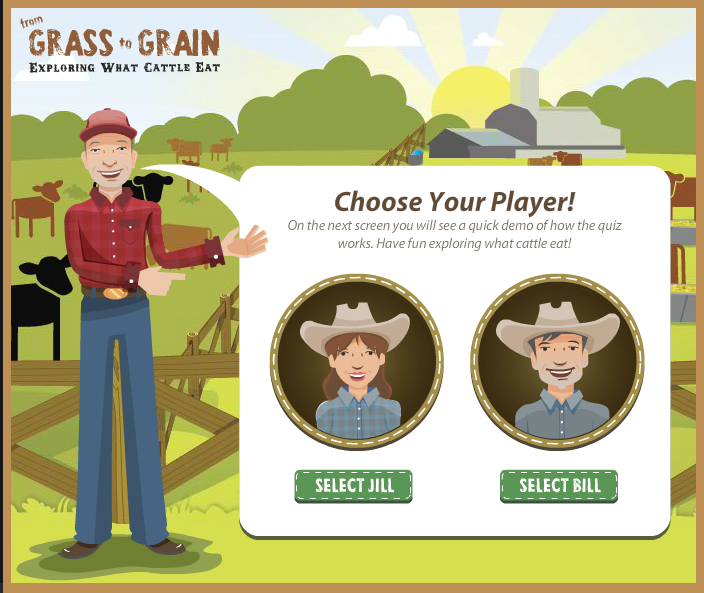 from
GRASS to GRAIN
EXPLORING WHAT CATTLE EAT
Choose Your Player!
On the next screen you will see a quick demo of how the quiz
works. Have fun exploring what cattle eat!
SELECT JILL
SELECT BILL